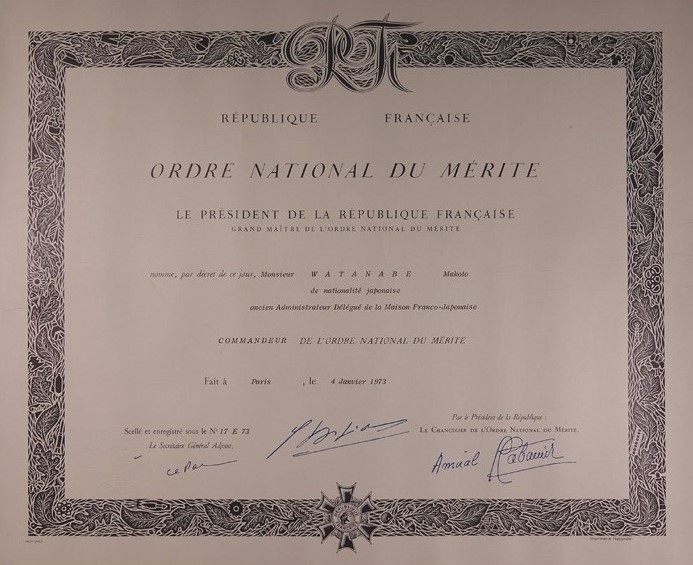 RF
RÉPUBLIQUE FRANÇAISE
ORDRE NATIONAL DU MÉRITE
LE PRÉSIDENT DE LA RÉPUBLIQUE FRANÇAISE
GRAND MAÎTRE DE L'ORDRE NATIONAL DU MÉRITE
nomme, par décret de ce jour, Monsieur WATANABE Makoto
de nationalité japonaise
ancien Administrateur Délégué de la Maison Franco-Japonaise
COMMANDEUR DE L'ORDRE NATIONAL DU MÉRITE
Fait à Paris , le 4 Janvier 1973
Par le Président de la République :
Scellé et enregistré sous le N° 17 E 73
LE CHANCELIER DE L'ORDRE NATIONAL DU MÉRITE.
Le Secrétaire Général Adjoint,
Amiral Cabanier